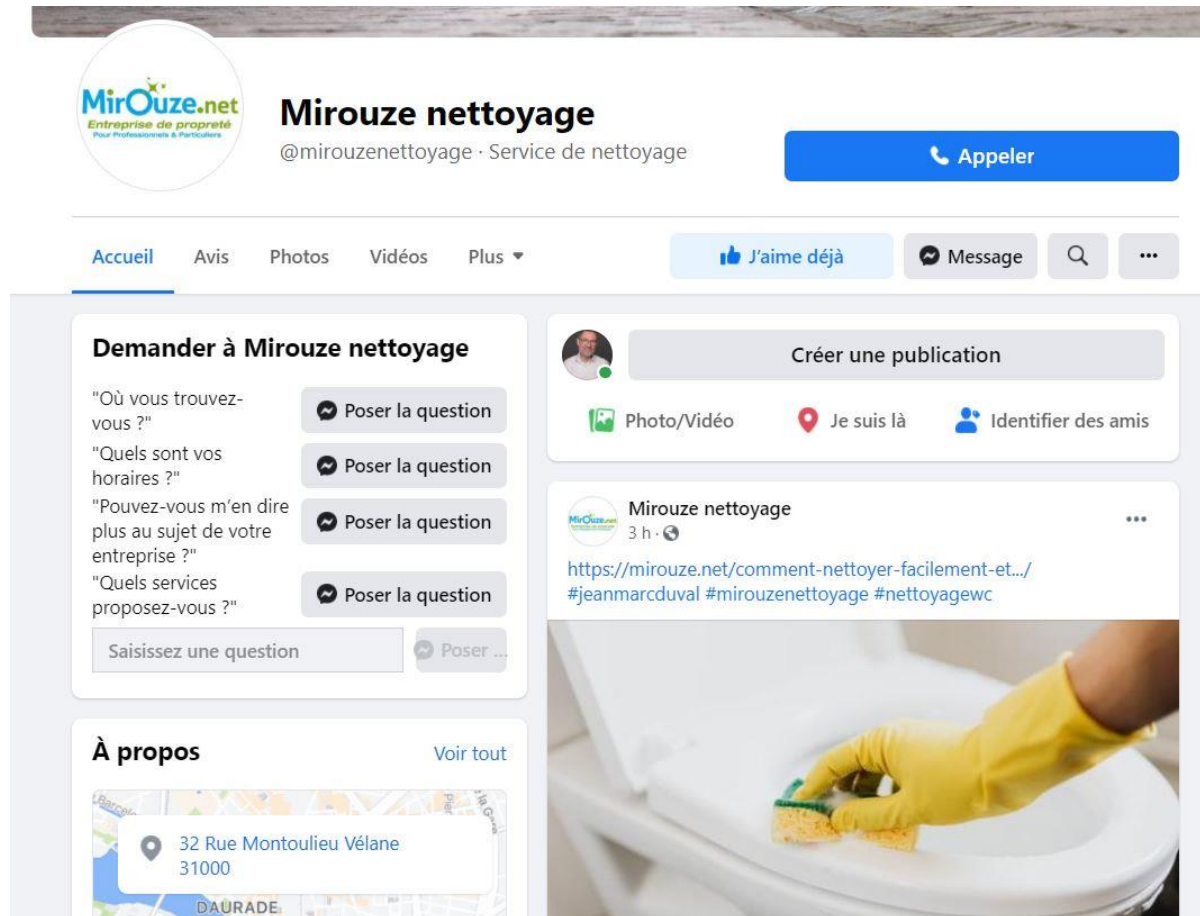 MirOuze.net
Entreprise de propreté
Pour Professionnels & Particuliers
Mirouze nettoyage
@mirouzenettoyage · Service de nettoyage
Appeler
Accueil
Avis
Photos
Vidéos
Plus
J'aime déjà
Message
Demander à Mirouze nettoyage
"Où vous trouvez-
vous ?"
Poser la question
"Quels sont vos
horaires ?"
Poser la question
"Pouvez-vous m'en dire
plus au sujet de votre
entreprise ?"
Poser la question
"Quels services
proposez-vous ?"
Poser la question
Saisissez une question
Poser ...
À propos
Voir tout
32 Rue Montoulieu Vélane
31000
DAURADE
Créer une publication
Photo/Vidéo
Je suis là
Identifier des amis
MirOuze.net
Mirouze nettoyage
3 h ·
https://mirouze.net/comment-nettoyer-facilement-et.../
#jeanmarcduval #mirouzenettoyage #nettoyagewc